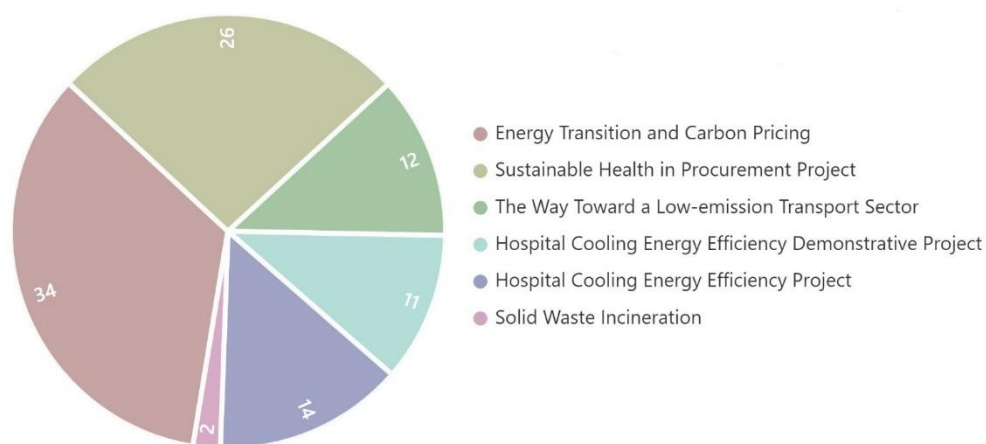 26
12
11
14
2
34
Energy Transition and Carbon Pricing
Sustainable Health in Procurement Project
The Way Toward a Low-emission Transport Sector
Hospital Cooling Energy Efficiency Demonstrative Project
Hospital Cooling Energy Efficiency Project
Solid Waste Incineration